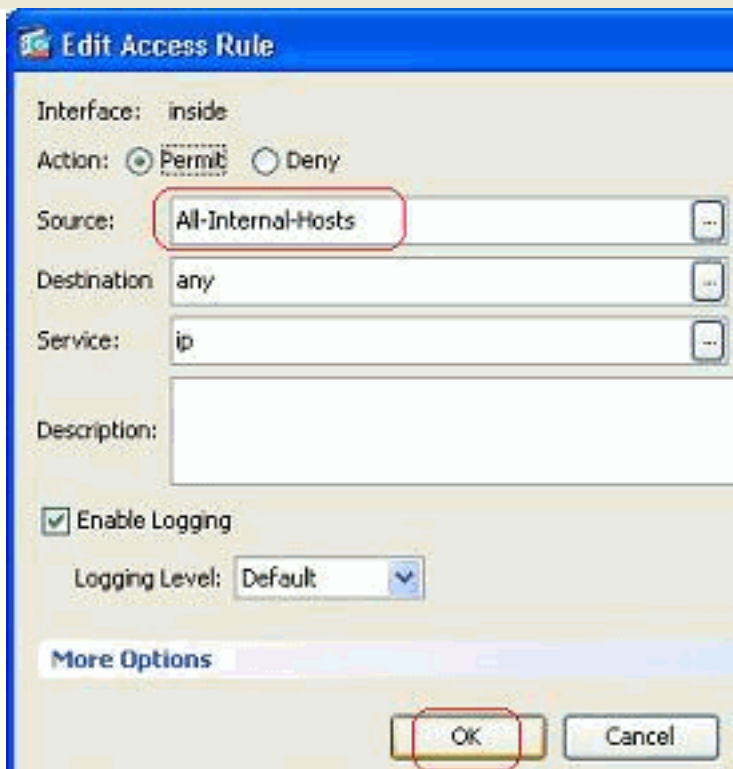 Edit Access Rule
Interface: inside
Action: Permit Deny
Source: All-Internal-Hosts ...
Destination any ...
Service: ip ...
Description:
Enable Logging
Logging Level: Default
More Options
OK Cancel